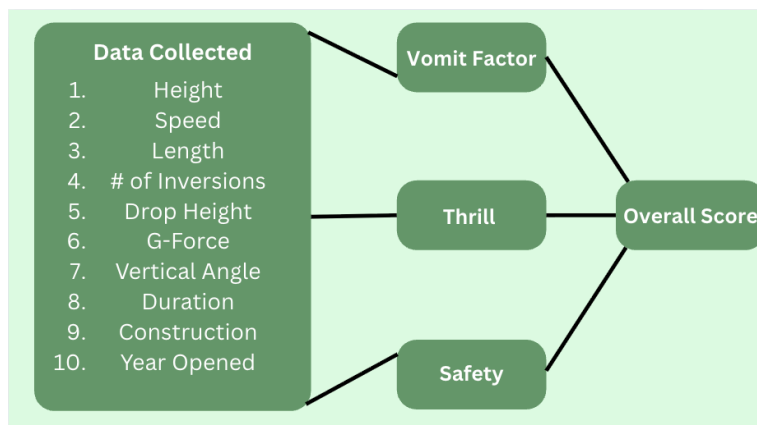 Data Collected
1. Height
2. Speed
3. Length
4. # of Inversions
5. Drop Height
6. G-Force
7. Vertical Angle
8. Duration
9. Construction
10. Year Opened
Vomit Factor
Thrill
Safety
Overall Score